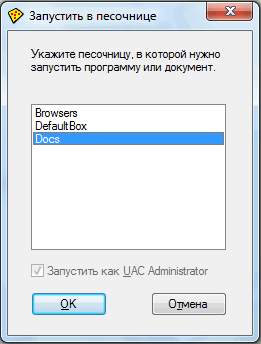 Запустить в песочнице
Укажите песочницу, в которой нужно
запустить программу или документ.
Browsers
DefaultBox
Docs
Запустить как UAC Administrator
OK
Отмена